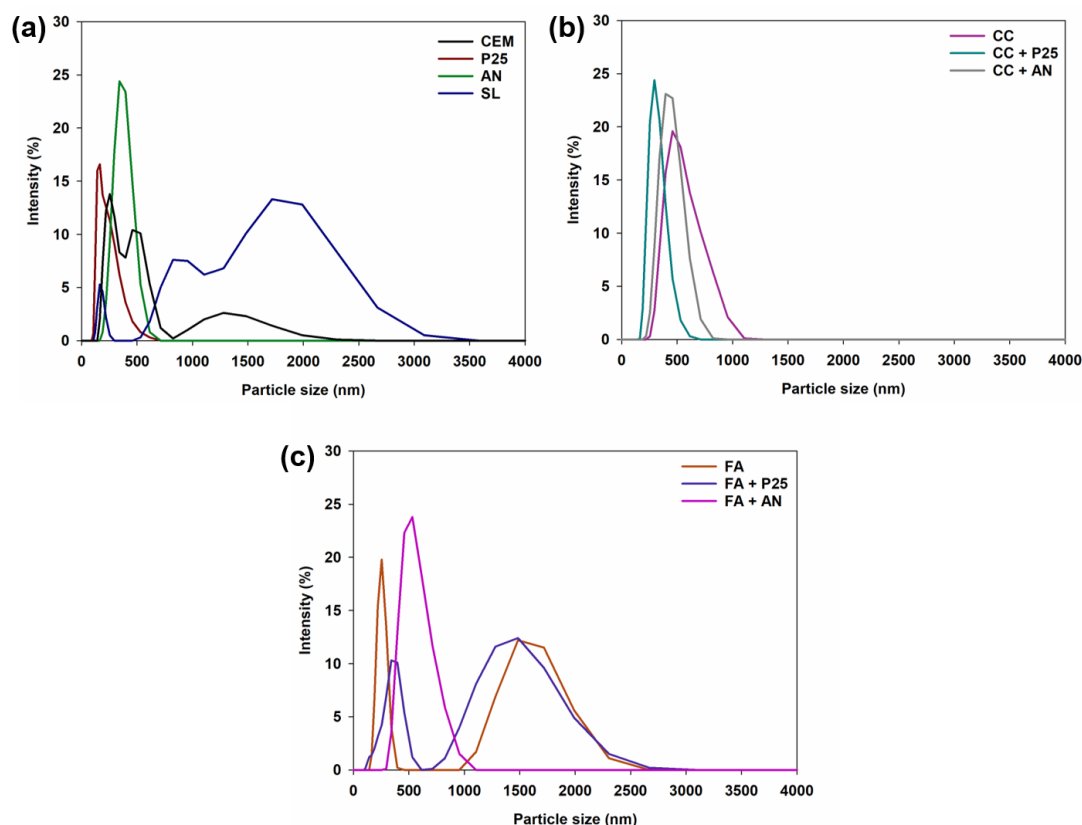 (a)
30
25
20
15
10
5
0
Intensity (%)
CEM
P25
AN
SL
0 500 1000 1500 2000 2500 3000 3500 4000
Particle size (nm)
(b)
30
25
20
15
10
5
0
Intensity (%)
CC
CC + P25
CC + AN
0 500 1000 1500 2000 2500 3000 3500 4000
Particle size (nm)
(c)
30
25
20
15
10
5
0
Intensity (%)
FA
FA + P25
FA + AN
0 500 1000 1500 2000 2500 3000 3500 4000
Particle size (nm)